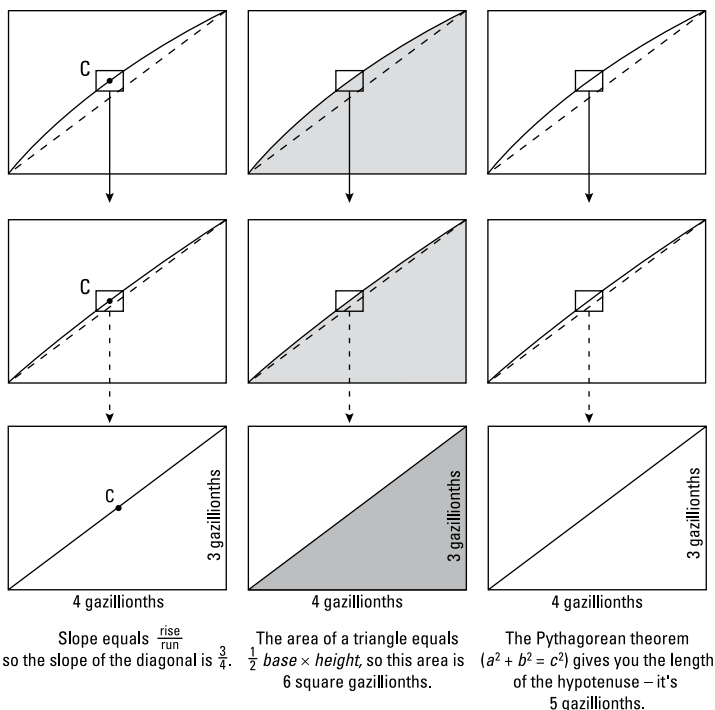 C
C
C
3 gazillionths
3 gazillionths
3 gazillionths
4 gazillionths
4 gazillionths
4 gazillionths
Slope equals rise/run
so the slope of the diagonal is 3/4.
The area of a triangle equals
1/2 base × height, so this area is
6 square gazillionths.
The Pythagorean theorem
(a² + b² = c²) gives you the length
of the hypotenuse – it's
5 gazillionths.